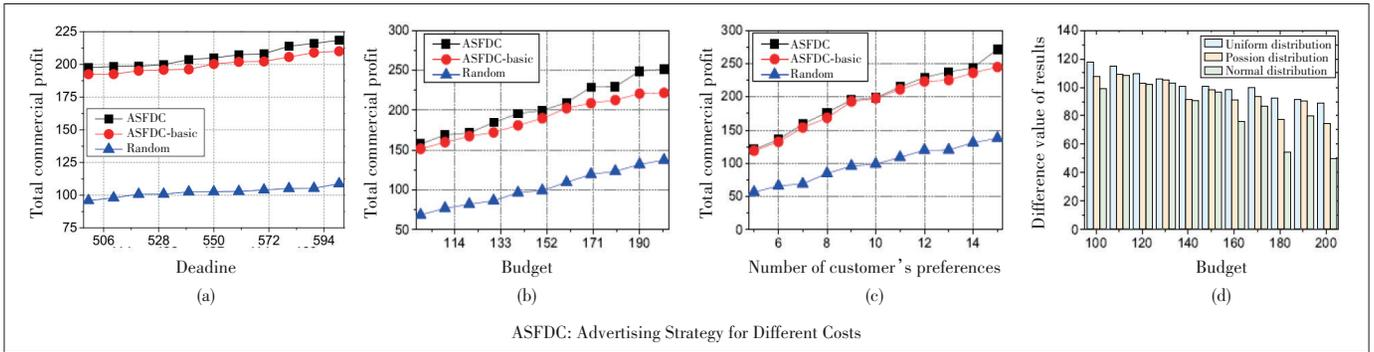 Total commercial profit
225
200
175
150
125
100
75
ASFDC
ASFDC-basic
Random
506 528 550 572 594
Deadine
(a)
Total commercial profit
300
250
200
150
100
50
ASFDC
ASFDC-basic
Random
114 133 152 171 190
Budget
(b)
Total commercial profit
300
250
200
150
100
50
0
ASFDC
ASFDC-basic
Random
6 8 10 12 14
Number of customer’s preferences
(c)
Difference value of results
140
120
100
80
60
40
20
0
Uniform distribution
Possion distribution
Normal distribution
100 120 140 160 180 200
Budget
(d)
ASFDC: Advertising Strategy for Different Costs